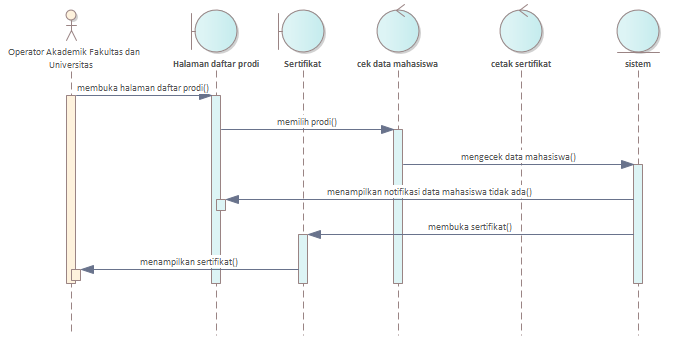 Operator Akademik Fakultas dan
Universitas
Halaman daftar prodi
Sertifikat
cek data mahasiswa
cetak sertifikat
sistem
membuka halaman daftar prodi()
memilih prodi()
mengecek data mahasiswa()
menampilkan notifikasi data mahasiswa tidak ada()
membuka sertifikat()
menampilkan sertifikat()